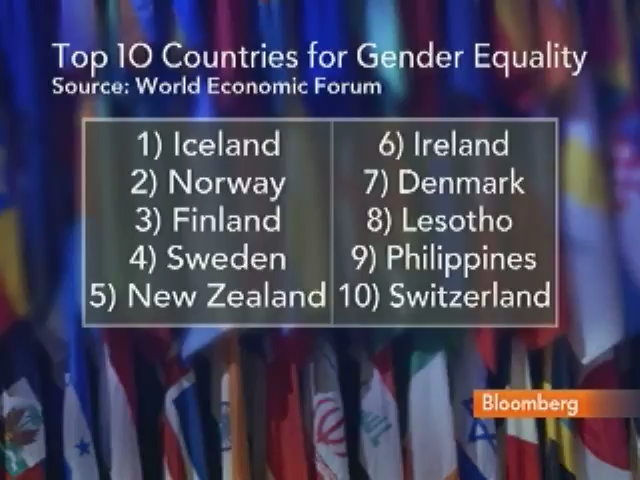 Top 10 Countries for Gender Equality
Source: World Economic Forum
1) Iceland
2) Norway
3) Finland
4) Sweden
5) New Zealand
6) Ireland
7) Denmark
8) Lesotho
9) Philippines
10) Switzerland
Bloomberg